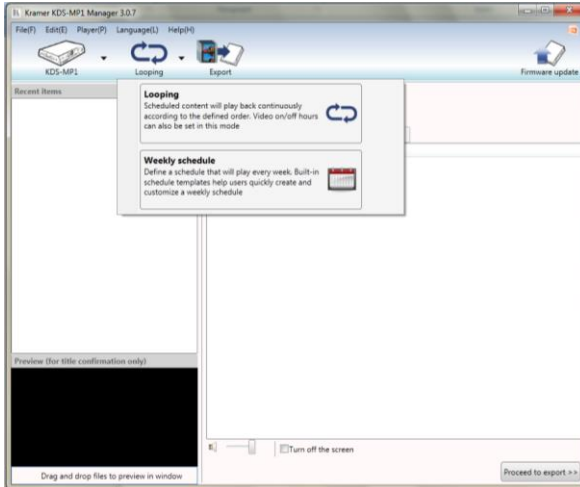 Kramer KDS-MP1 Manager 3.0.7
File(F) Edit(E) Player(P) Language(L) Help(H)
KDS-MP1 Looping Export Firmware update
Recent Items
Looping
Scheduled content will play back continuously
according to the defined order. Video on/off hours
can also be set in this mode
Weekly schedule
Define a schedule that will play every week. Built-in
schedule templates help users quickly create and
customize a weekly schedule
Preview (for title confirmation only)
Drag and drop files to preview in window
Turn off the screen
Proceed to export >>